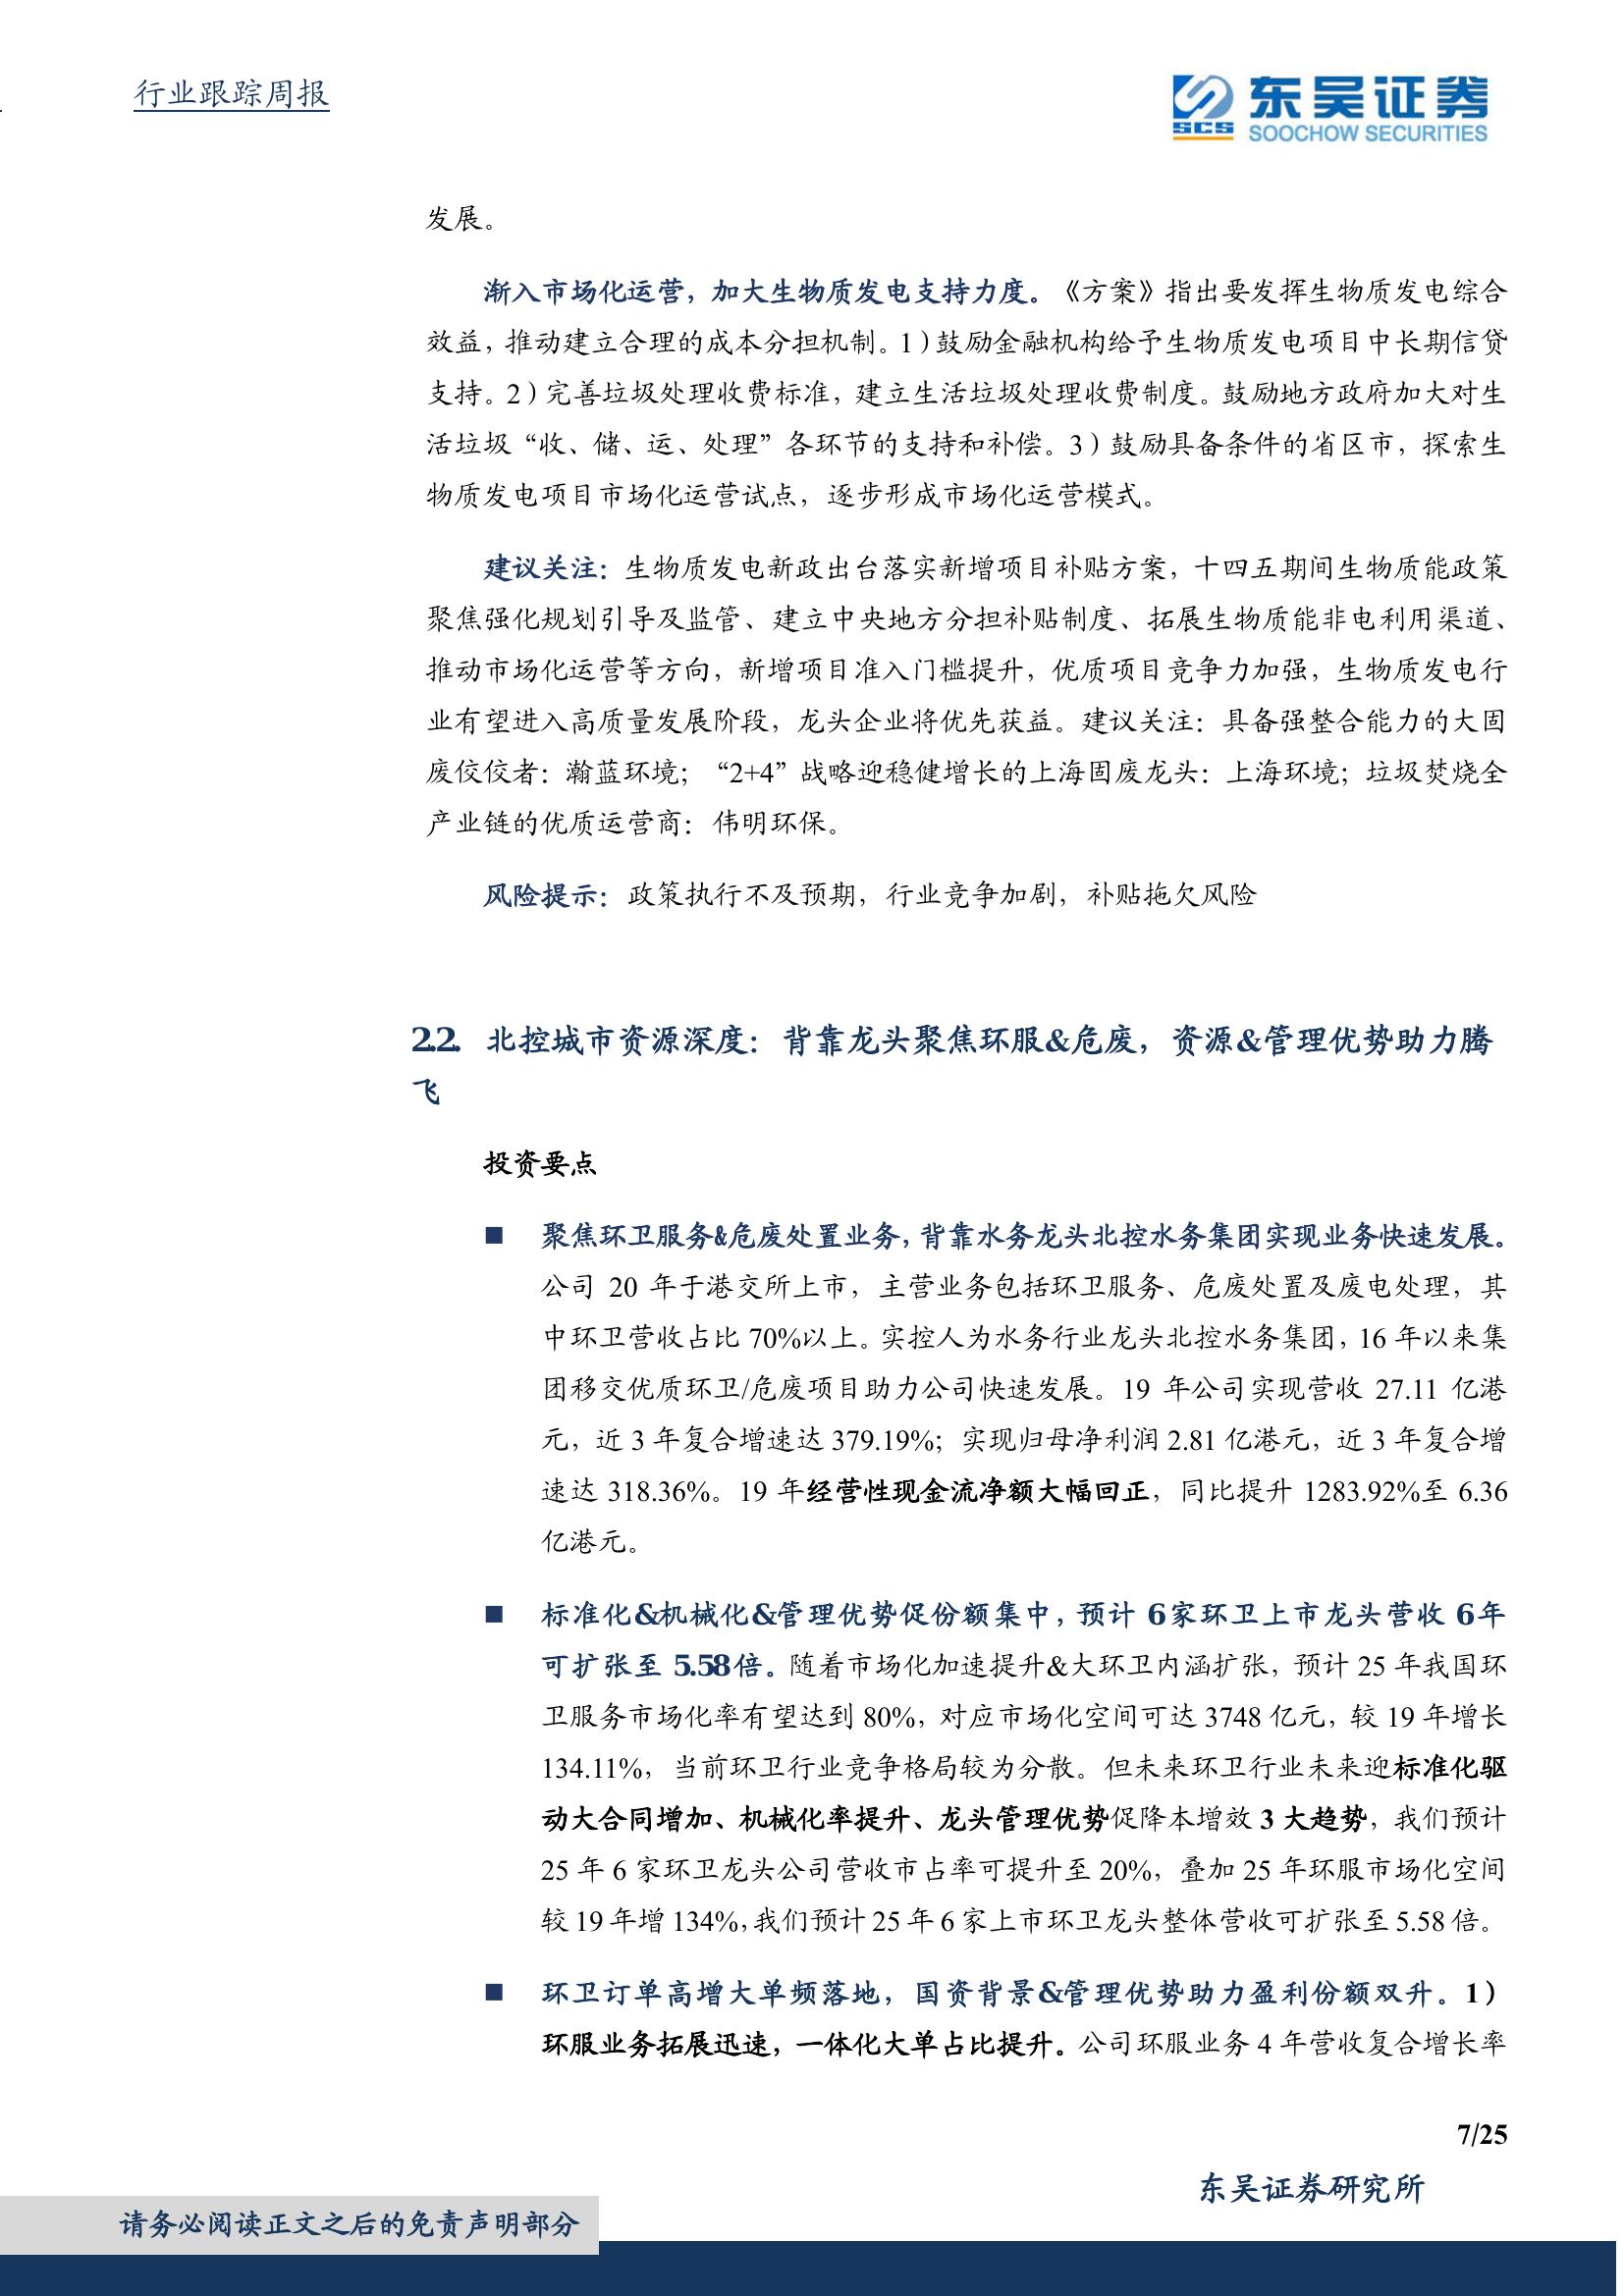 行业跟踪周报
东吴证券
SCS
SOOCHOW SECURITIES
发展。
渐入市场化运营，加大生物质发电支持力度。《方案》指出要发挥生物质发电综合
效益，推动建立合理的成本分担机制。1）鼓励金融机构给予生物质发电项目中长期信贷
支持。2）完善垃圾处理收费标准，建立生活垃圾处理收费制度。鼓励地方政府加大对生
活垃圾“收、储、运、处理”各环节的支持和补偿。3）鼓励具备条件的省区市，探索生
物质发电项目市场化运营试点，逐步形成市场化运营模式。
建议关注：生物质发电新政出台落实新增项目补贴方案，十四五期间生物质能政策
聚焦强化规划引导及监管、建立中央地方分担补贴制度、拓展生物质能非电利用渠道、
推动市场化运营等方向，新增项目准入门槛提升，优质项目竞争力加强，生物质发电行
业有望进入高质量发展阶段，龙头企业将优先获益。建议关注：具备强整合能力的大固
废佼佼者：瀚蓝环境；“2+4”战略迎稳健增长的上海固废龙头：上海环境；垃圾焚烧全
产业链的优质运营商：伟明环保。
风险提示：政策执行不及预期，行业竞争加剧，补贴拖欠风险
2.2. 北控城市资源深度：背靠龙头聚焦环服&危废，资源&管理优势助力腾
飞
投资要点
■ 聚焦环卫服务&危废处置业务，背靠水务龙头北控水务集团实现业务快速发展。
公司 20 年于港交所上市，主营业务包括环卫服务、危废处置及废电处理，其
中环卫营收占比 70%以上。实控人为水务行业龙头北控水务集团，16 年以来集
团移交优质环卫/危废项目助力公司快速发展。19 年公司实现营收 27.11 亿港
元，近 3 年复合增速达 379.19%；实现归母净利润 2.81 亿港元，近 3 年复合增
速达 318.36%。19 年经营性现金流净额大幅回正，同比提升 1283.92%至 6.36
亿港元。
■ 标准化&机械化&管理优势促份额集中，预计 6 家环卫上市龙头营收 6 年
可扩张至 5.58 倍。随着市场化加速提升&大环卫内涵扩张，预计 25 年我国环
卫服务市场化率有望达到 80%，对应市场化空间可达 3748 亿元，较 19 年增长
134.11%，当前环卫行业竞争格局较为分散。但未来环卫行业未来迎标准化驱
动大合同增加、机械化率提升、龙头管理优势促降本增效 3 大趋势，我们预计
25 年 6 家环卫龙头公司营收市占率可提升至 20%，叠加 25 年环服市场化空间
较 19 年增 134%，我们预计 25 年 6 家上市环卫龙头整体营收可扩张至 5.58 倍。
■ 环卫订单高增大单频落地，国资背景&管理优势助力盈利份额双升。1）
环服业务拓展迅速，一体化大单占比提升。公司环服业务 4 年营收复合增长率
7/25
东吴证券研究所
请务必阅读正文之后的免责声明部分